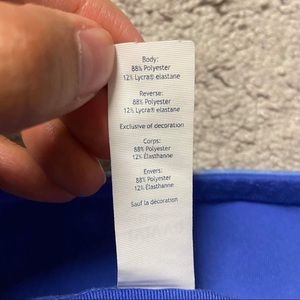 Body:
88% Polyester
12% Lycra® elastane
Reverse:
88% Polyester
12% Lycra® elastane
Exclusive of decoration
Corps:
88% Polyester
12% Élasthanne
Envers:
88% Polyester
12% Élasthanne
Sauf la décoration